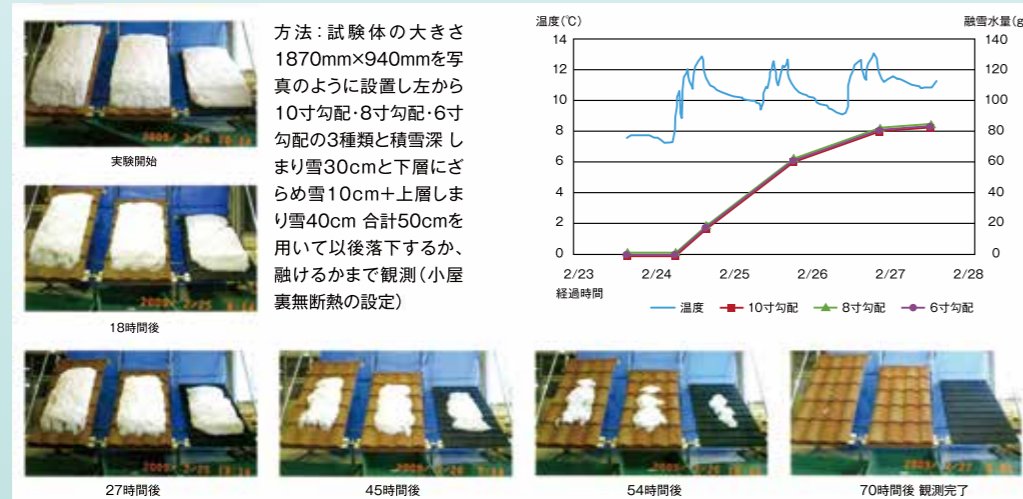 方法：試験体の大きさ
1870mm×940mmを写
真のように設置し左から
10寸勾配・8寸勾配・6寸
勾配の3種類と積雪深 し
まり雪30cmと下層にざ
らめ雪10cm＋上層しま
り雪40cm 合計50cmを
用いて以後落下するか、
融けるかまで観測（小屋
裏無断熱の設定）
実験開始
18時間後
温度（℃）
融雪水量（g
14
12
10
8
6
4
2
0
140
120
100
80
60
40
20
0
2/23
2/24
2/25
2/26
2/27
2/28
経過時間
温度
10寸勾配
8寸勾配
6寸勾配
27時間後
45時間後
54時間後
70時間後 観測完了